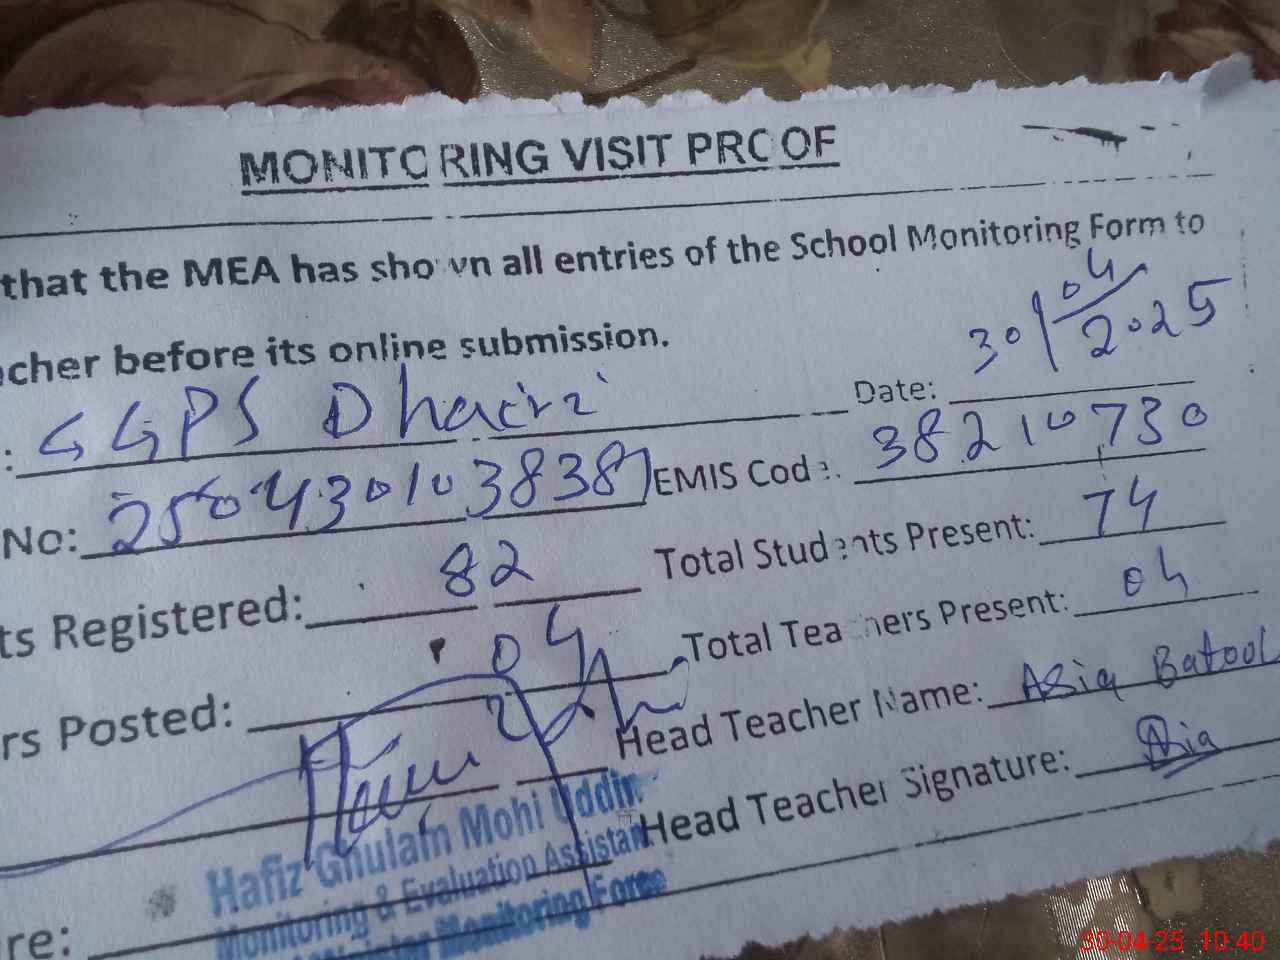 MONITORING VISIT PROOF
that the MEA has shown all entries of the School Monitoring Form to
cher before its online submission.
: GGPS Dhaeri Date: 30/04/2025
No: 2504301038387 EMIS Code: 38210730
ts Registered: 82 Total Students Present: 74
rs Posted: 04 Total Teachers Present: 04
Head Teacher Name: Asia Batool
Head Teacher Signature: Asia
Hafiz Ghulam Mohi Uddin
Monitoring & Evaluation Assistant
Monitoring Force
re:
30-04-25 10:40